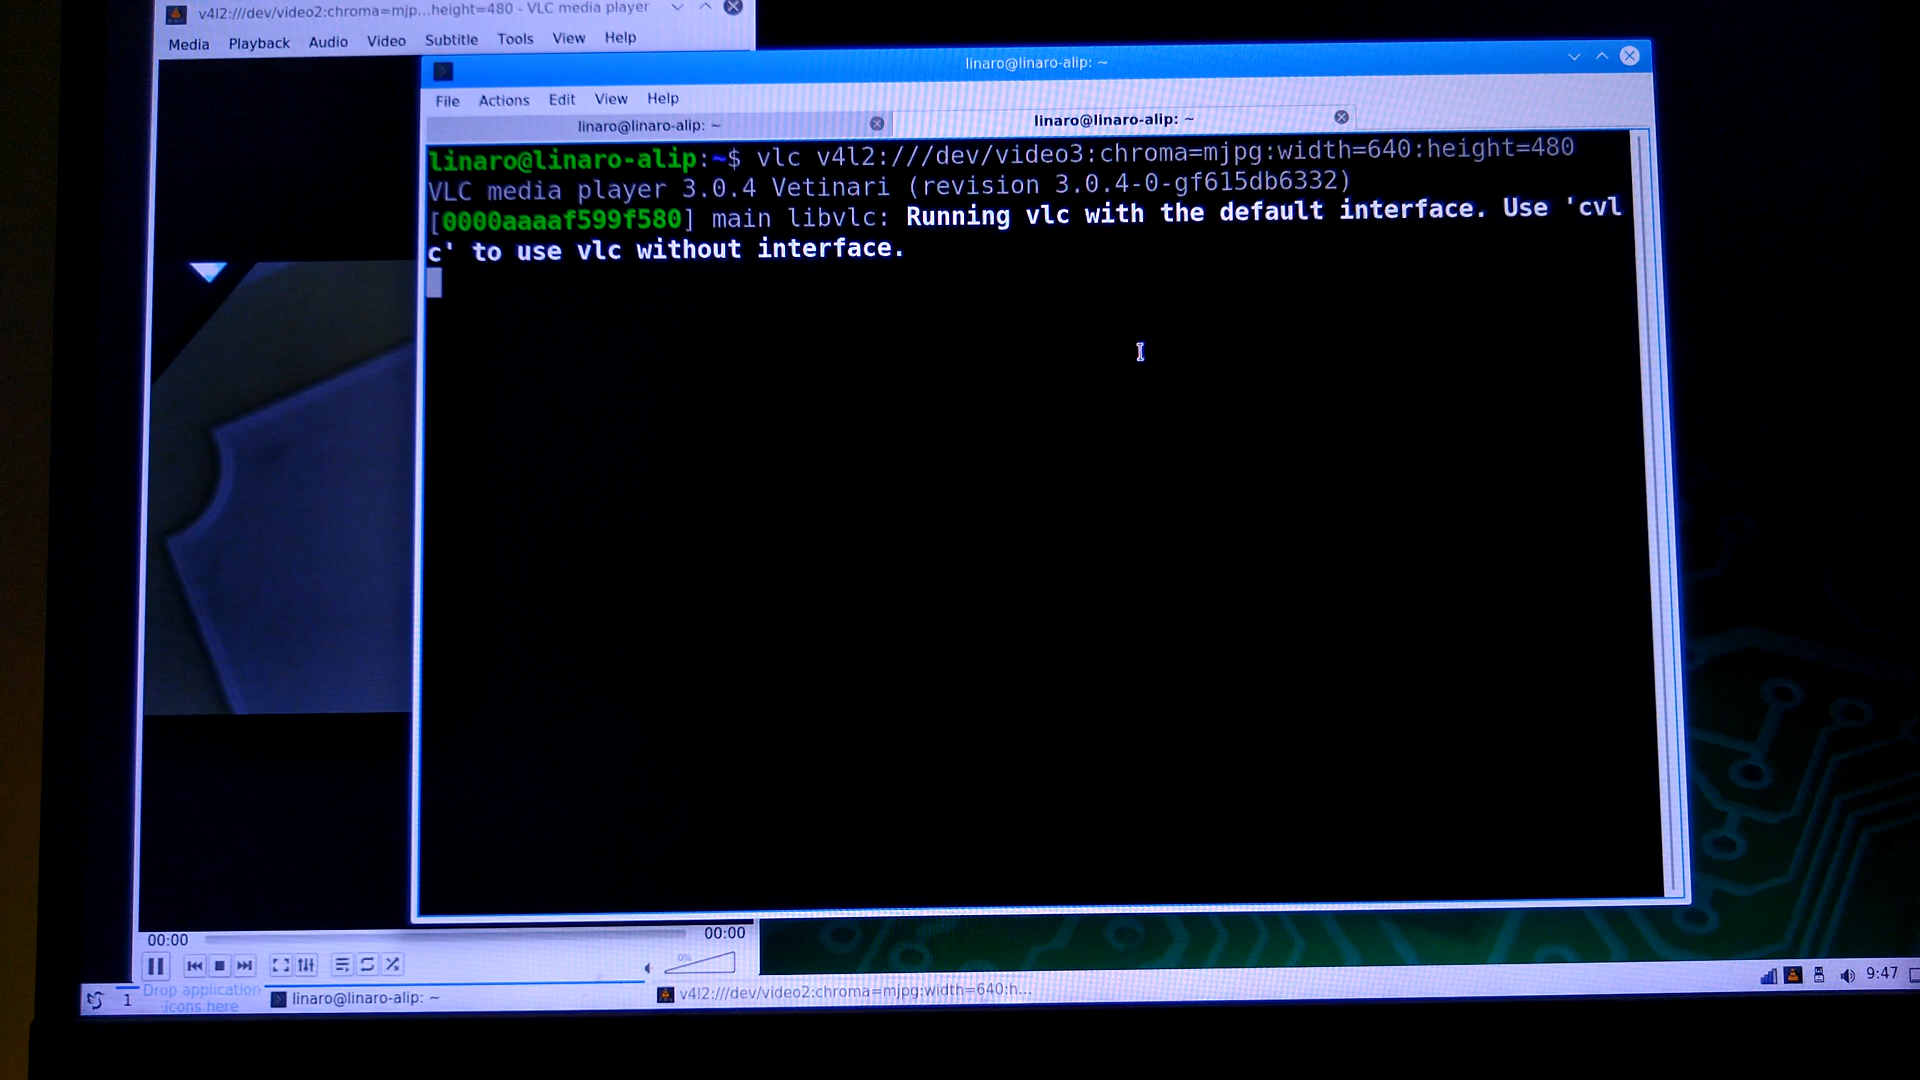 v4l2:///dev/video2:chroma=mjp...height=480 - VLC media player
Media Playback Audio Video Subtitle Tools View Help
linaro@linaro-alip: ~
File Actions Edit View Help
linaro@linaro-alip: ~
linaro@linaro-alip: ~
linaro@linaro-alip:~$ vlc v4l2:///dev/video3:chroma=mjpg:width=640:height=480
VLC media player 3.0.4 Vetinari (revision 3.0.4-0-gf615db6332)
[0000aaaaf599f580] main libvlc: Running vlc with the default interface. Use 'cvl
c' to use vlc without interface.
00:00 00:00
0%
1 Drop application icons here linaro@linaro-alip: ~ v4l2:///dev/video2:chroma=mjpg:width=640:h... 9:47